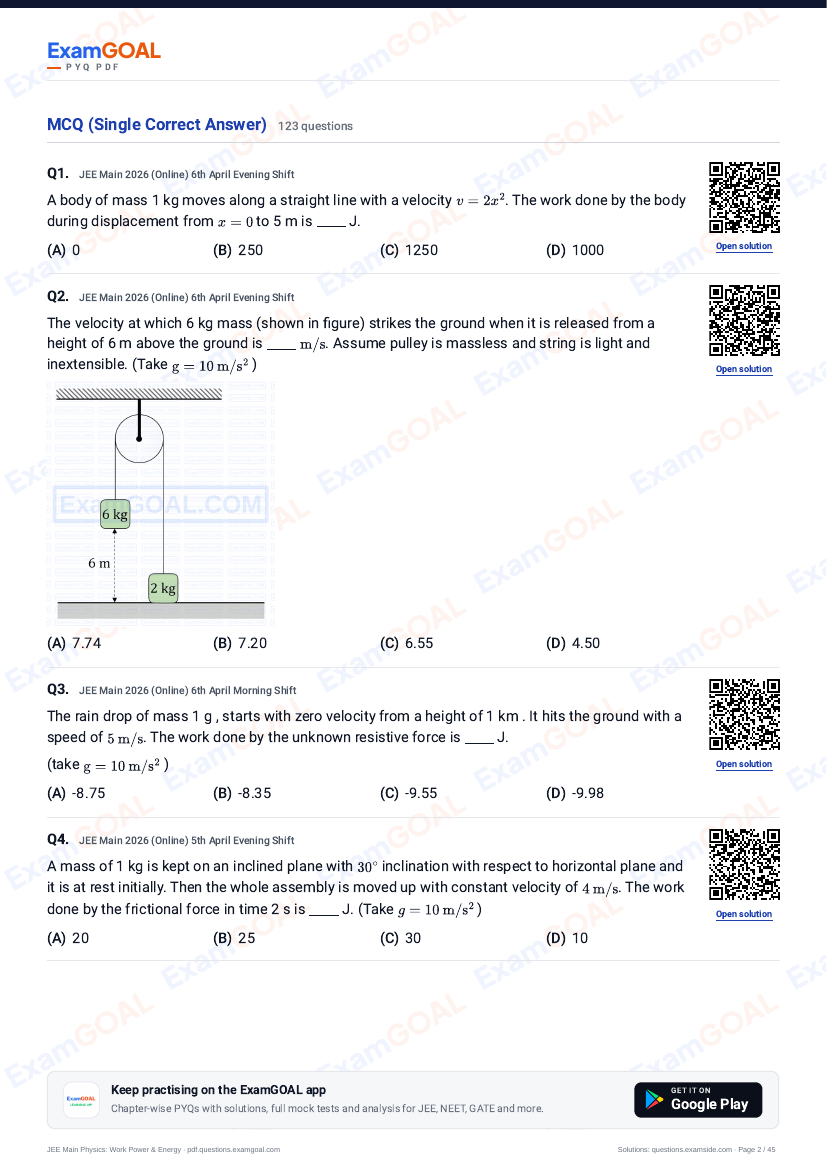 ExamGOAL
PYQ PDF
MCQ (Single Correct Answer) 123 questions
Q1. JEE Main 2026 (Online) 6th April Evening Shift
A body of mass 1 kg moves along a straight line with a velocity v = 2x². The work done by the body
during displacement from x = 0 to 5 m is ____ J.
(A) 0 (B) 250 (C) 1250 (D) 1000
Open solution
Q2. JEE Main 2026 (Online) 6th April Evening Shift
The velocity at which 6 kg mass (shown in figure) strikes the ground when it is released from a
height of 6 m above the ground is ____ m/s. Assume pulley is massless and string is light and
inextensible. (Take g = 10 m/s² )
Open solution
ExamGOAL.COM
6 kg
6 m
2 kg
(A) 7.74 (B) 7.20 (C) 6.55 (D) 4.50
Q3. JEE Main 2026 (Online) 6th April Morning Shift
The rain drop of mass 1 g , starts with zero velocity from a height of 1 km . It hits the ground with a
speed of 5 m/s. The work done by the unknown resistive force is ____ J.
(take g = 10 m/s² )
Open solution
(A) -8.75 (B) -8.35 (C) -9.55 (D) -9.98
Q4. JEE Main 2026 (Online) 5th April Evening Shift
A mass of 1 kg is kept on an inclined plane with 30° inclination with respect to horizontal plane and
it is at rest initially. Then the whole assembly is moved up with constant velocity of 4 m/s. The work
done by the frictional force in time 2 s is ____ J. (Take g = 10 m/s² )
Open solution
(A) 20 (B) 25 (C) 30 (D) 10
Keep practising on the ExamGOAL app
Chapter-wise PYQs with solutions, full mock tests and analysis for JEE, NEET, GATE and more.
GET IT ON
Google Play
JEE Main Physics: Work Power & Energy · pdf.questions.examgoal.com
Solutions: questions.examside.com · Page 2 / 45